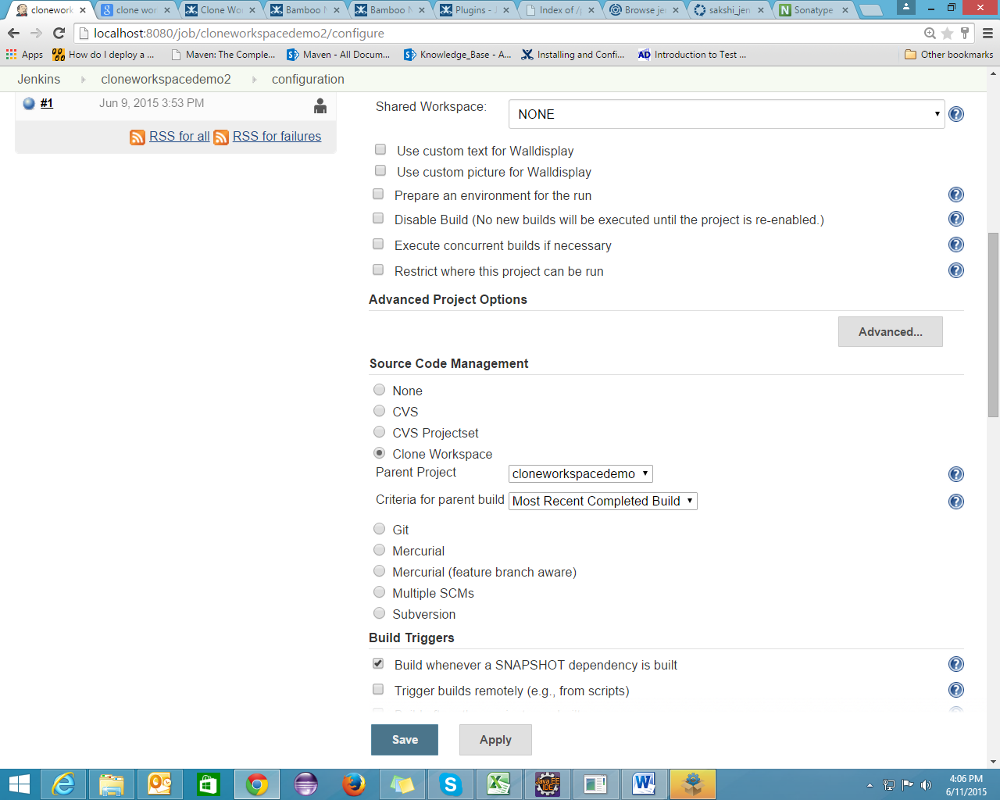 clonework
clone wor
Clone Wor
Bamboo N
Bamboo N
Plugins - J
Index of /p
Browse jen
sakshi_jen
Sonatype
localhost:8080/job/cloneworkspacedemo2/configure
Apps
How do I deploy a ...
Maven: The Comple...
Maven - All Docum...
Knowledge_Base - A...
Installing and Confi...
AD Introduction to Test ...
Other bookmarks
Jenkins
cloneworkspacedemo2
configuration
#1
Jun 9, 2015 3:53 PM
RSS for all
RSS for failures
Shared Workspace:
NONE
Use custom text for Walldisplay
Use custom picture for Walldisplay
Prepare an environment for the run
Disable Build (No new builds will be executed until the project is re-enabled.)
Execute concurrent builds if necessary
Restrict where this project can be run
Advanced Project Options
Advanced...
Source Code Management
None
CVS
CVS Projectset
Clone Workspace
Parent Project
cloneworkspacedemo
Criteria for parent build
Most Recent Completed Build
Git
Mercurial
Mercurial (feature branch aware)
Multiple SCMs
Subversion
Build Triggers
Build whenever a SNAPSHOT dependency is built
Trigger builds remotely (e.g., from scripts)
Save
Apply
Java EE
IDE
4:06 PM
6/11/2015